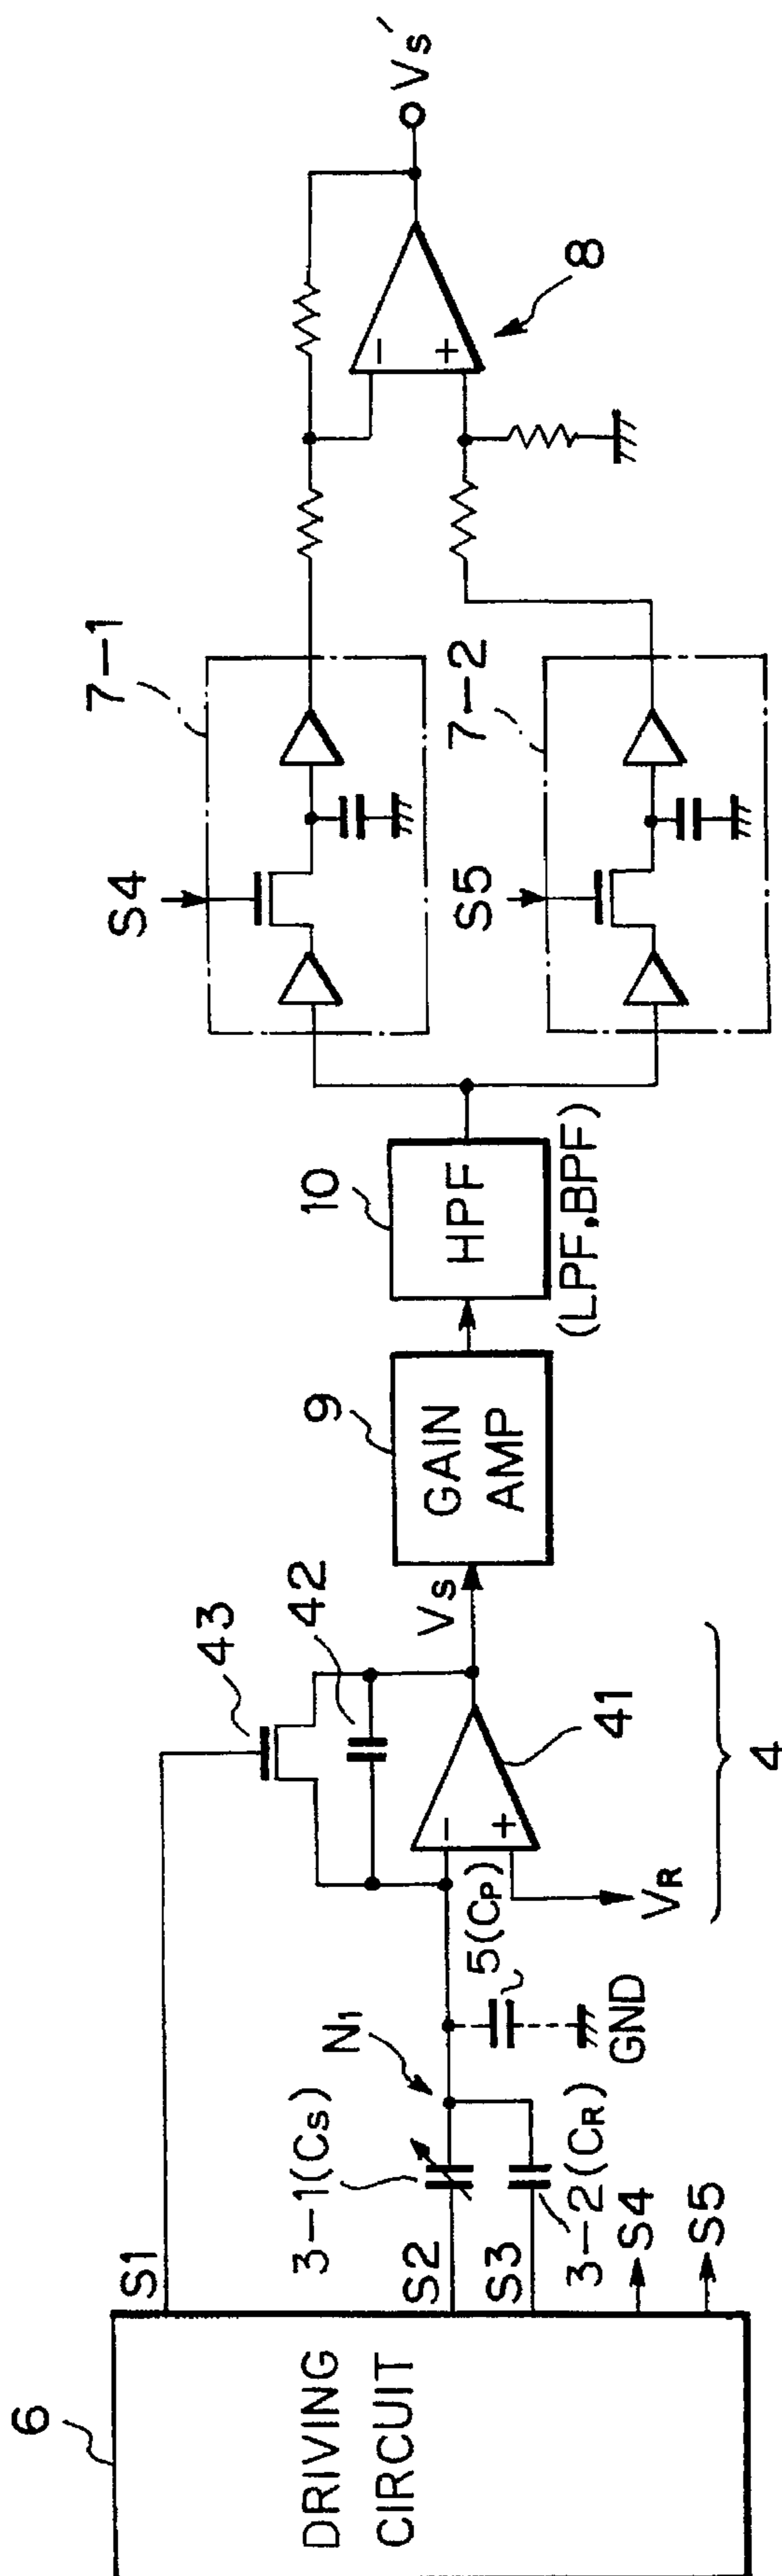 6
DRIVING
CIRCUIT
S1
S2
S3
S4
S5
3-1(Cs)
3-2(CR)
N1
5(CP)
GND
43
42
−
+
41
VR
4
Vs
9
GAIN
AMP
10
HPF
(LPF,BPF)
S4
7-1
S5
7-2
−
+
8
Vs′